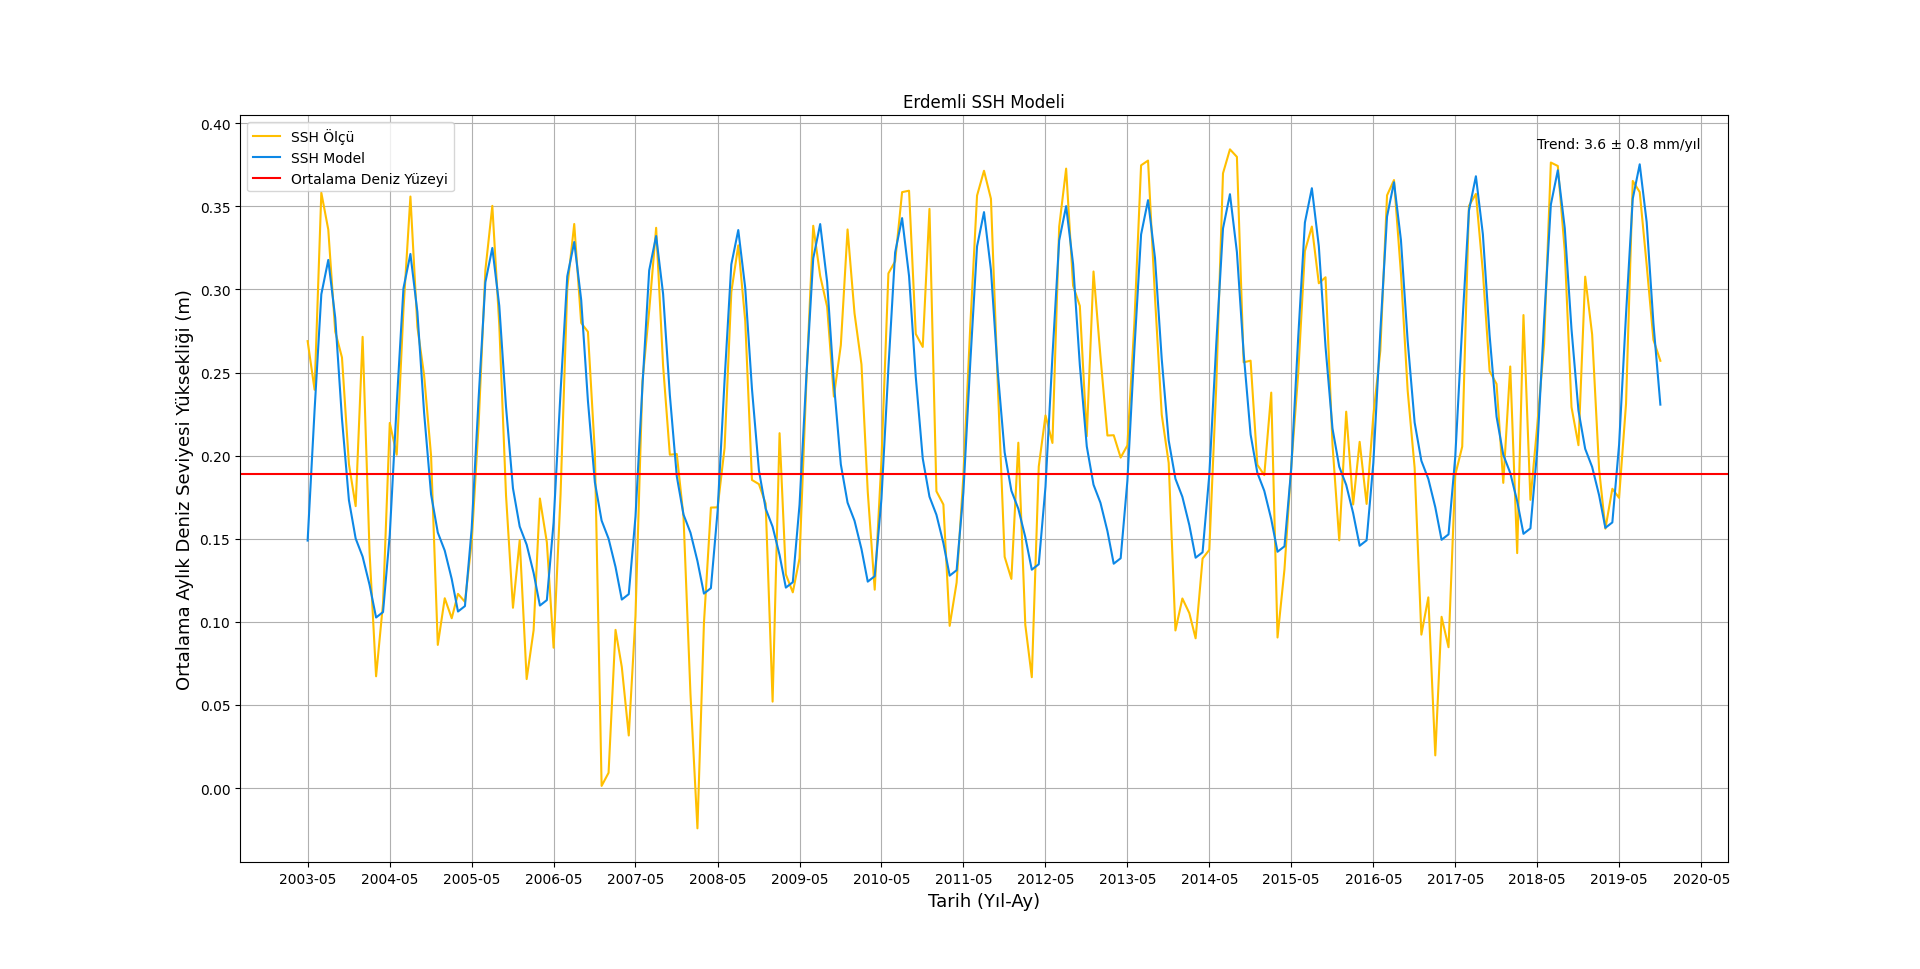 Erdemli SSH Modeli
SSH Ölçü
SSH Model
Ortalama Deniz Yüzeyi
Trend: 3.6 ± 0.8 mm/yıl
Ortalama Aylık Deniz Seviyesi Yüksekliği (m)
0.40
0.35
0.30
0.25
0.20
0.15
0.10
0.05
0.00
2003-05 2004-05 2005-05 2006-05 2007-05 2008-05 2009-05 2010-05 2011-05 2012-05 2013-05 2014-05 2015-05 2016-05 2017-05 2018-05 2019-05 2020-05
Tarih (Yıl-Ay)